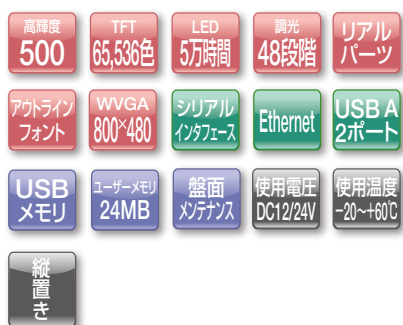 高輝度
500
TFT
65,536色
LED
5万時間
調光
48段階
リアル
パーツ
アウトライン
フォント
WVGA
800×480
シリアル
インタフェース
Ethernet
USB A
2ポート
USB
メモリ
ユーザーメモリ
24MB
盤面
メンテナンス
使用電圧
DC12/24V
使用温度
-20~+60℃
縦置き